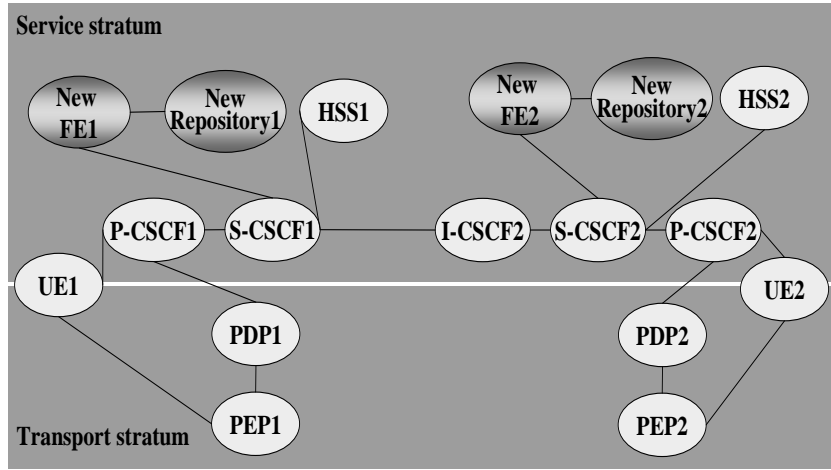 Service stratum
New
FE1
New
Repository1
HSS1
New
FE2
New
Repository2
HSS2
P-CSCF1
S-CSCF1
I-CSCF2
S-CSCF2
P-CSCF2
UE1
UE2
PDP1
PDP2
PEP1
PEP2
Transport stratum